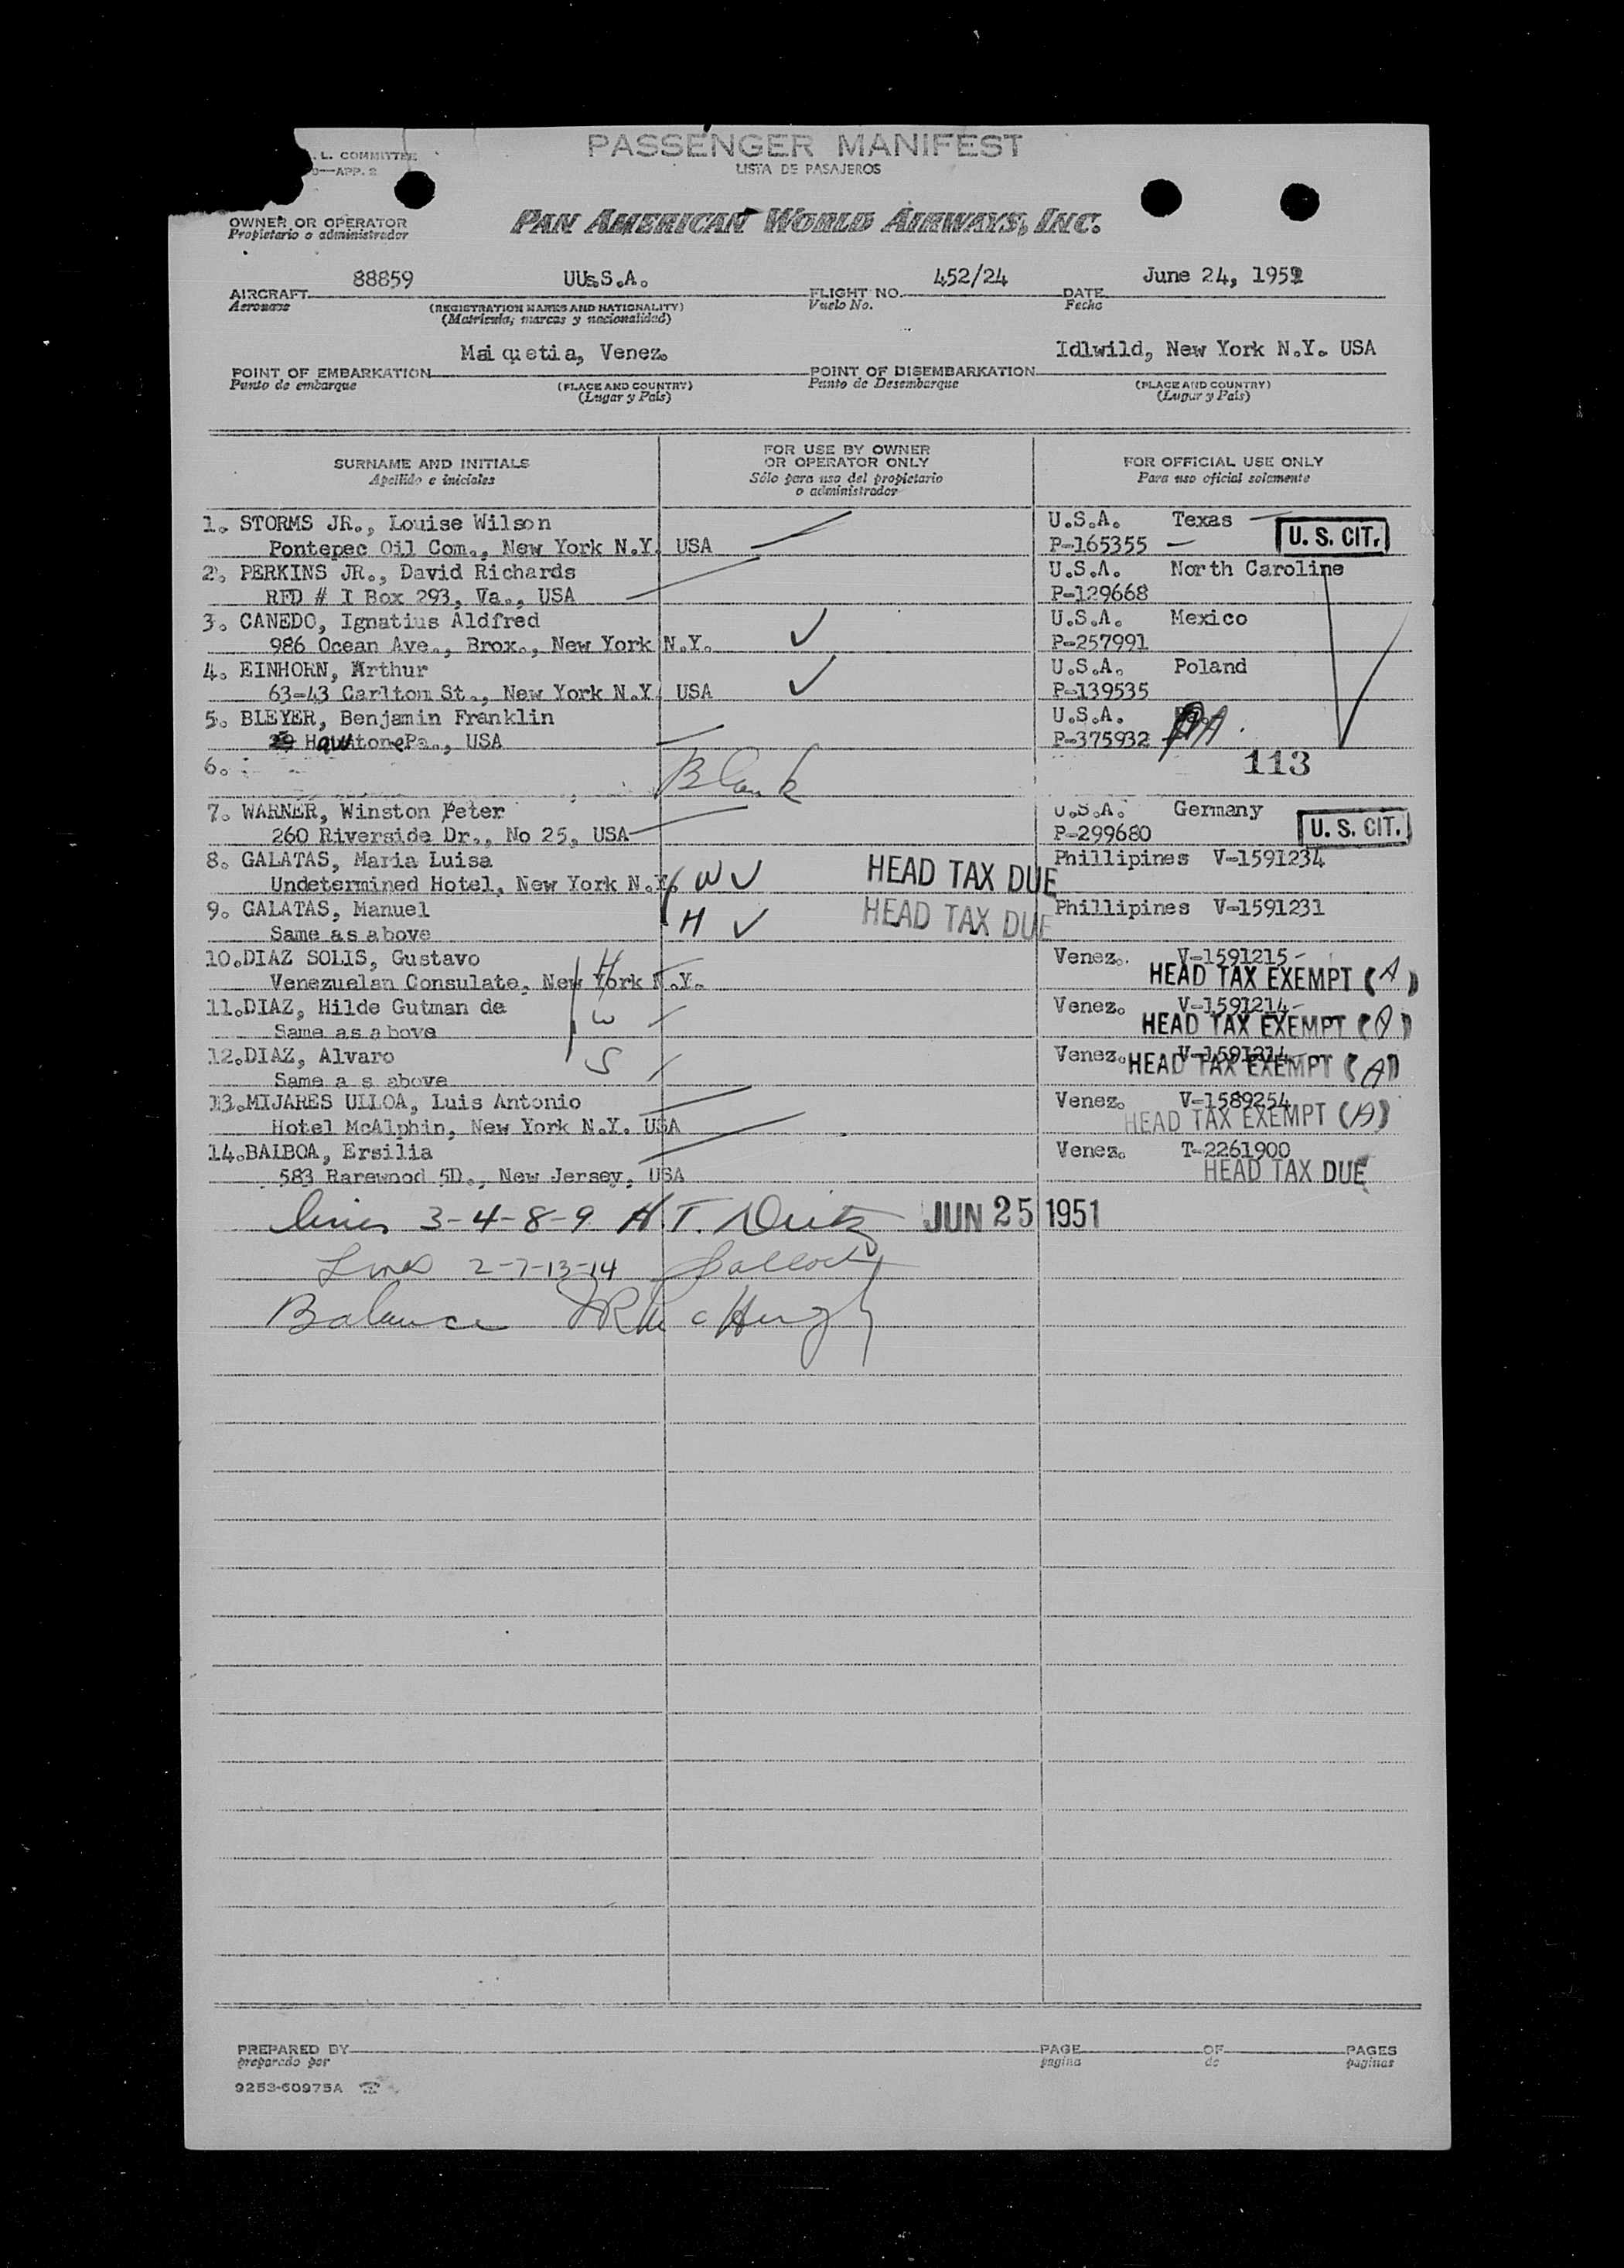 . L. COMMITTEE
—APP. 2
PASSENGER MANIFEST
LISTA DE PASAJEROS
OWNER OR OPERATOR
Propietario o administrador
PAN AMERICAN WORLD AIRWAYS, INC.
AIRCRAFT 88859 UUs.S.A. FLIGHT NO. 452/24 DATE June 24, 1951
Aeronave (REGISTRATION MARKS AND NATIONALITY) Vuelo No. Fecha
(Matricula, marcas y nacionalidad)
POINT OF EMBARKATION Maiquetia, Venez. POINT OF DISEMBARKATION Idlwild, New York N.Y. USA
Punto de embarque (PLACE AND COUNTRY) Punto de Desembarque (PLACE AND COUNTRY)
(Lugar y Pais) (Lugar y Pais)
SURNAME AND INITIALS FOR USE BY OWNER OR OPERATOR ONLY FOR OFFICIAL USE ONLY
Apellido e iniciales Sólo para uso del propietario o administrador Para uso oficial solamente
1. STORMS JR., Louise Wilson U.S.A. Texas
Pontepec Oil Com., New York N.Y. USA P-165355 U. S. CIT.
2. PERKINS JR., David Richards U.S.A. North Caroline
RFD # I Box 293, Va., USA P-129668
3. CANEDO, Ignatius Aldfred U.S.A. Mexico
986 Ocean Ave., Brox., New York N.Y. P-257991
4. EINHORN, Arthur U.S.A. Poland
63-43 Carltom St., New York N.Y. USA P-139535
5. BLEYER, Benjamin Franklin U.S.A. PA.
Pa., USA P-375932
6. Blank 113
7. WARNER, Winston Peter U.S.A. Germany
260 Riverside Dr., No 25, USA P-299680 U. S. CIT.
8. GALATAS, Maria Luisa Phillipines V-1591234
Undetermined Hotel, New York N.Y. W HEAD TAX DUE
9. GALATAS, Manuel Phillipines V-1591231
Same as above H HEAD TAX DUE
10. DIAZ SOLIS, Gustavo H Venez. V-1591215
Venezuelan Consulate, New York N.Y. HEAD TAX EXEMPT (A)
11. DIAZ, Hilde Gutman de W Venez. V-1591214
Same as above HEAD TAX EXEMPT (A)
12. DIAZ, Alvaro S Venez. V-1591214
Same a s above HEAD TAX EXEMPT (A)
13. MIJARES ULLOA, Luis Antonio Venez. V-1589254
Hotel McAlphin, New York N.Y. USA HEAD TAX EXEMPT (A)
14. BALBOA, Ersilia Venez. T-2261900
583 Rarewood 5D., New Jersey, USA HEAD TAX DUE
lines 3-4-8-9 H.T. JUN 25 1951
Lines 2-7-13-14
Balance McHugh
PREPARED BY PAGE OF PAGES
preparado por pagina de paginas
9253-60975A